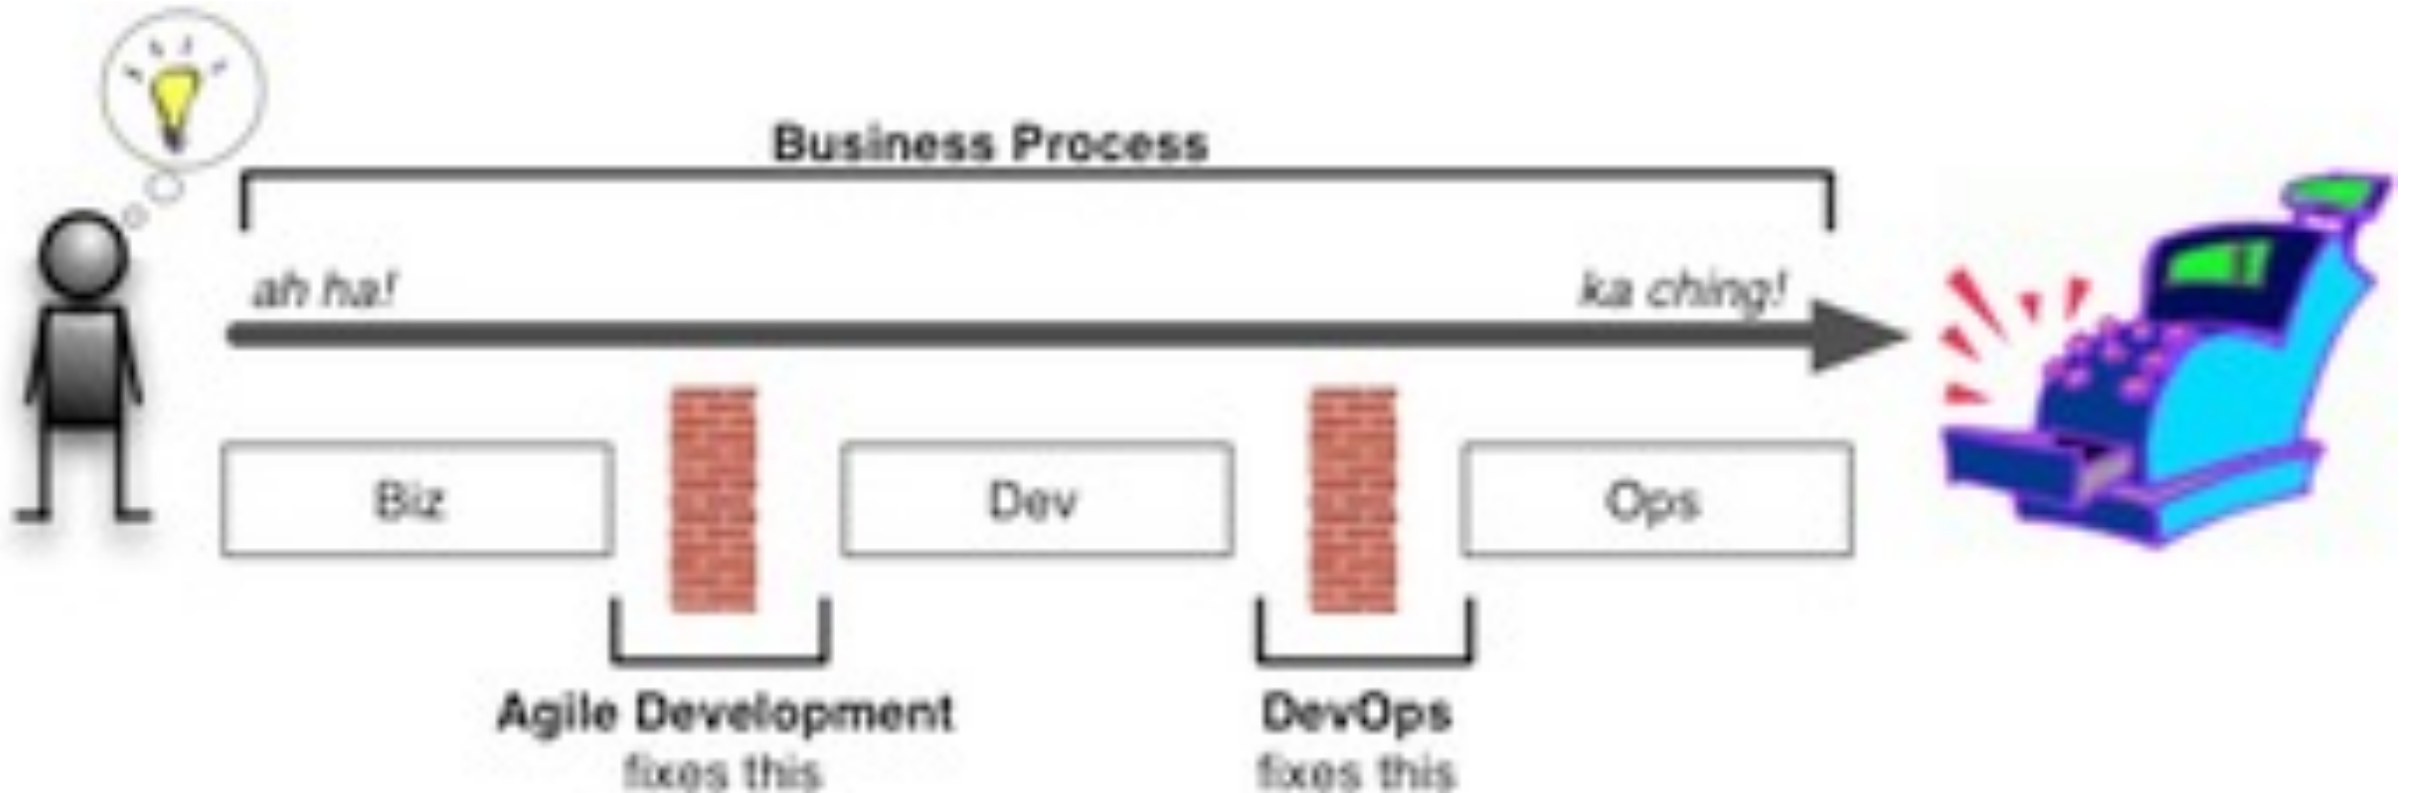 Business Process
ah ha!
ka ching!
Biz
Dev
Ops
Agile Development
fixes this
DevOps
fixes this